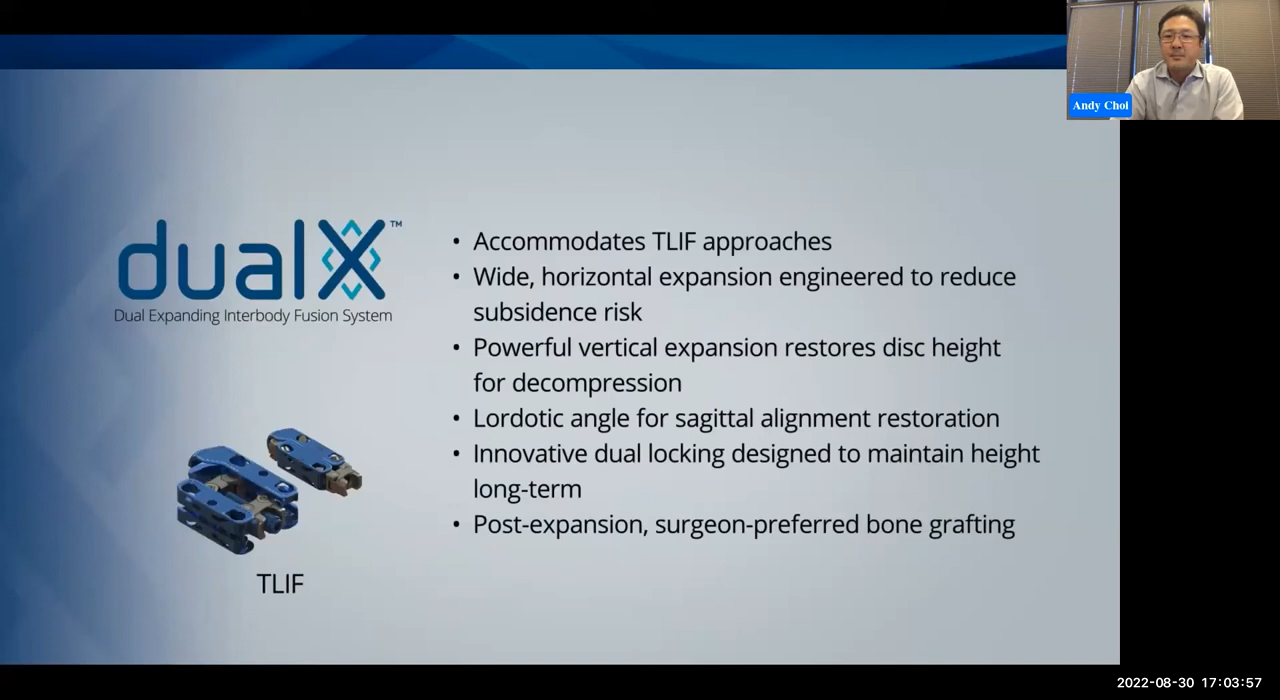 Andy Choi
dualX™
Dual Expanding Interbody Fusion System
• Accommodates TLIF approaches
• Wide, horizontal expansion engineered to reduce
subsidence risk
• Powerful vertical expansion restores disc height
for decompression
• Lordotic angle for sagittal alignment restoration
• Innovative dual locking designed to maintain height
long-term
• Post-expansion, surgeon-preferred bone grafting
TLIF
2022-08-30 17:03:57